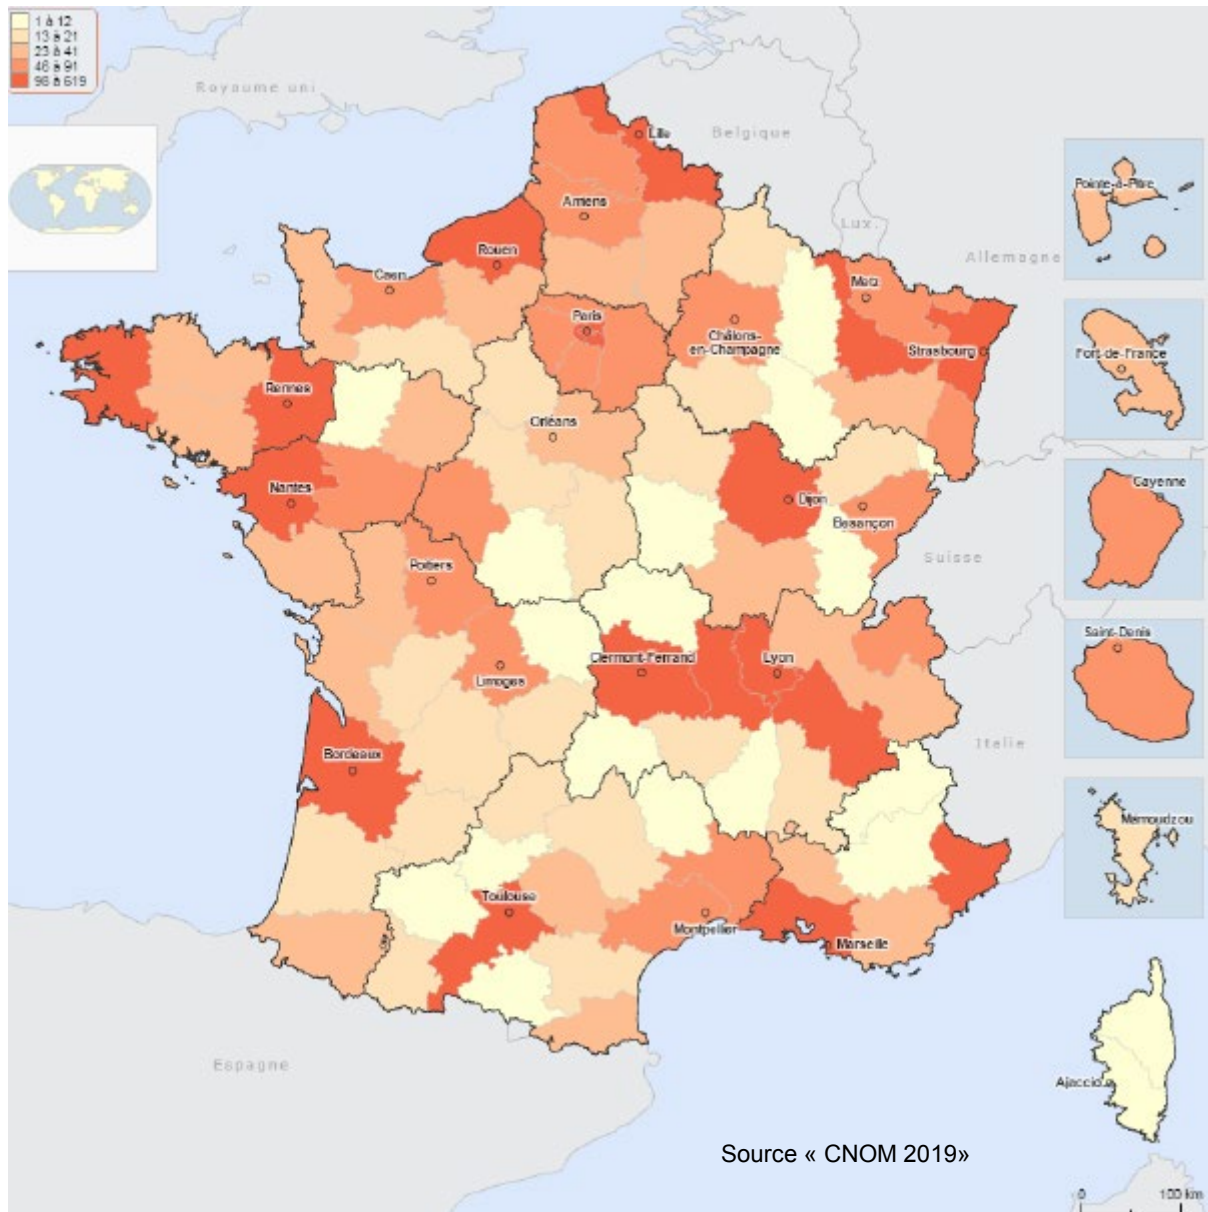 1 à 12
13 à 21
23 à 41
46 à 91
98 à 619
Royaume uni
Belgique
Lille
Amiens
Lux.
Allemagne
Pointe-à-Pitre
Rouen
Caen
Metz
Paris
Châlons-
en-Champagne
Strasbourg
Fort-de-France
Rennes
Orléans
Nantes
Dijon
Besançon
Cayenne
Suisse
Poitiers
Saint-Denis
Clermont-Ferrand
Lyon
Limoges
Italie
Bordeaux
Mamoudzou
Toulouse
Montpellier
Marseille
Espagne
Ajaccio
Source « CNOM 2019»
0 100 km